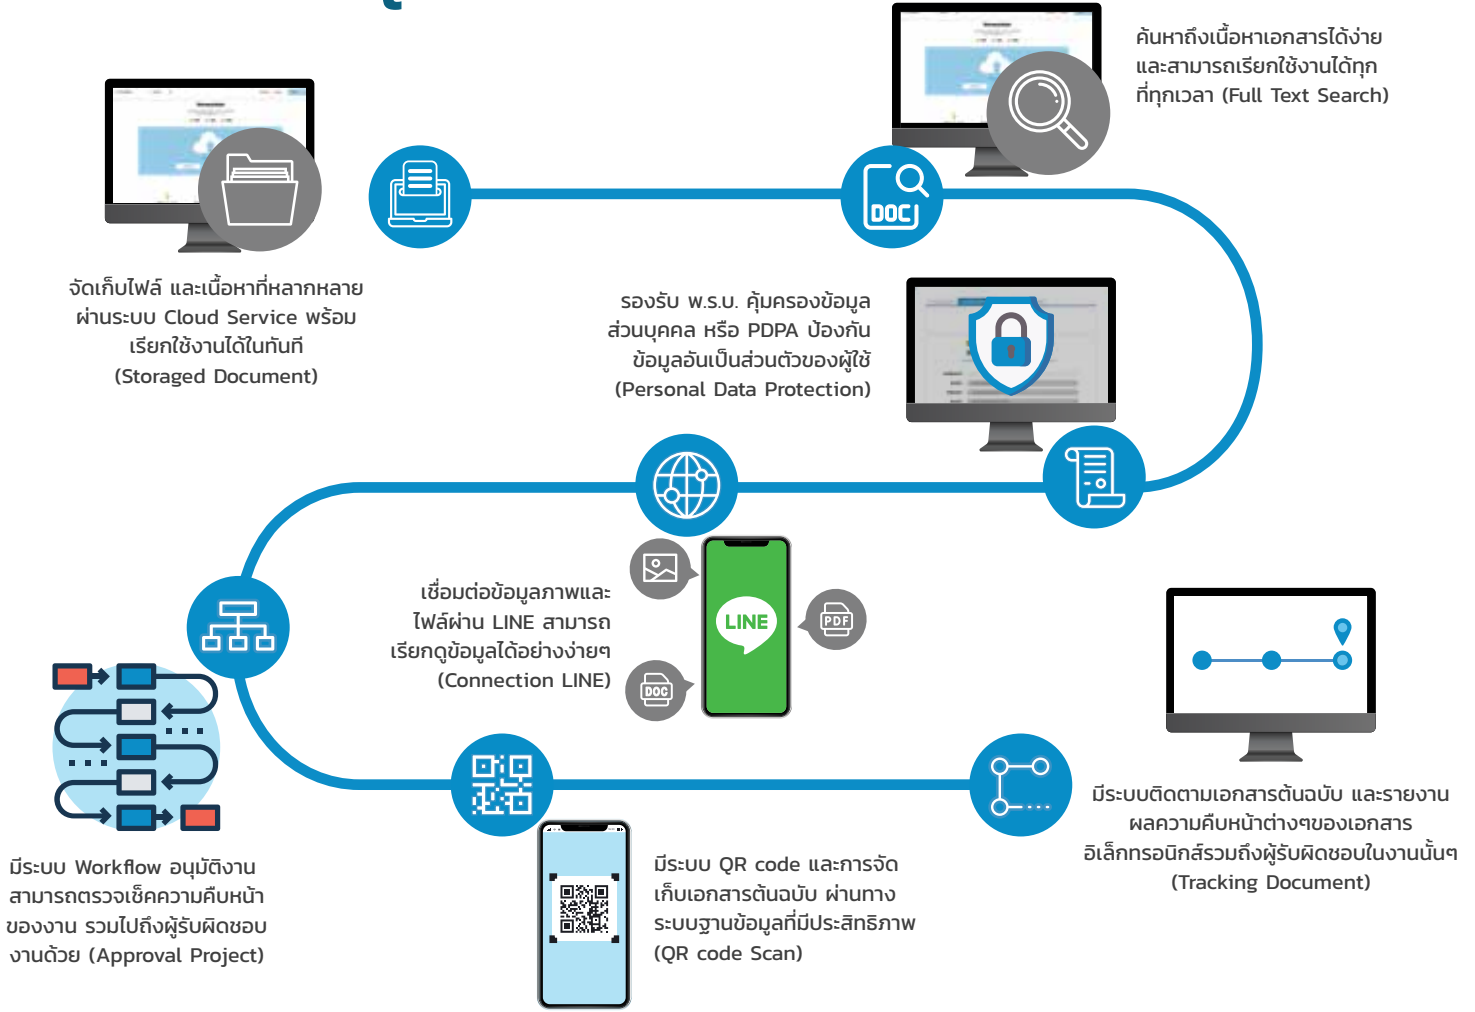 จัดเก็บไฟล์ และเนื้อหาที่หลากหลาย
ผ่านระบบ Cloud Service พร้อม
เรียกใช้งานได้ในทันที
(Storaged Document)
ค้นหาถึงเนื้อหาเอกสารได้ง่าย
และสามารถเรียกใช้งานได้ทุก
ที่ทุกเวลา (Full Text Search)
DOC
รองรับ พ.ร.บ. คุ้มครองข้อมูล
ส่วนบุคคล หรือ PDPA ป้องกัน
ข้อมูลอันเป็นส่วนตัวของผู้ใช้
(Personal Data Protection)
เชื่อมต่อข้อมูลภาพและ
ไฟล์ผ่าน LINE สามารถ
เรียกดูข้อมูลได้อย่างง่ายๆ
(Connection LINE)
LINE
PDF
DOC
มีระบบ Workflow อนุมัติงาน
สามารถตรวจเช็คความคืบหน้า
ของงาน รวมไปถึงผู้รับผิดชอบ
งานด้วย (Approval Project)
มีระบบ QR code และการจัด
เก็บเอกสารต้นฉบับ ผ่านทาง
ระบบฐานข้อมูลที่มีประสิทธิภาพ
(QR code Scan)
มีระบบติดตามเอกสารต้นฉบับ และรายงาน
ผลความคืบหน้าต่างๆของเอกสาร
อิเล็กทรอนิกส์รวมถึงผู้รับผิดชอบในงานนั้นๆ
(Tracking Document)